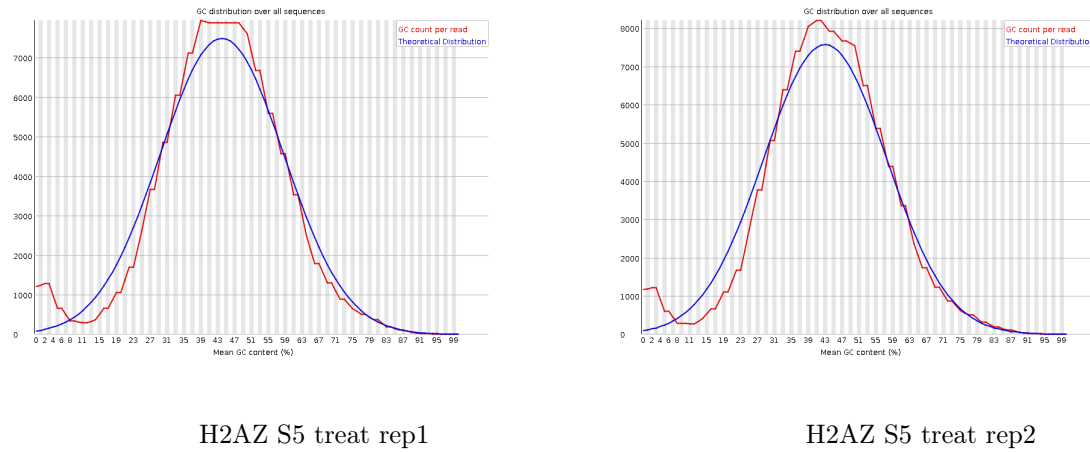 GC distribution over all sequences
GC count per read
Theoretical Distribution
7000
6000
5000
4000
3000
2000
1000
0
0 2 4 6 8 11 15 19 23 27 31 35 39 43 47 51 55 59 63 67 71 75 79 83 87 91 95 99
Mean GC content (%)
H2AZ S5 treat rep1
GC distribution over all sequences
GC count per read
Theoretical Distributio
8000
7000
6000
5000
4000
3000
2000
1000
0
0 2 4 6 8 11 15 19 23 27 31 35 39 43 47 51 55 59 63 67 71 75 79 83 87 91 95 99
Mean GC content (%)
H2AZ S5 treat rep2